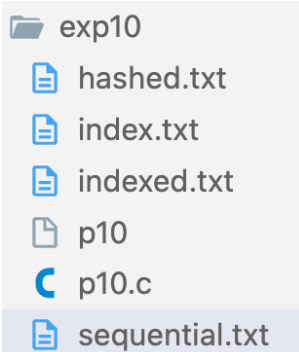 exp10
hashed.txt
index.txt
indexed.txt
p10
p10.c
sequential.txt